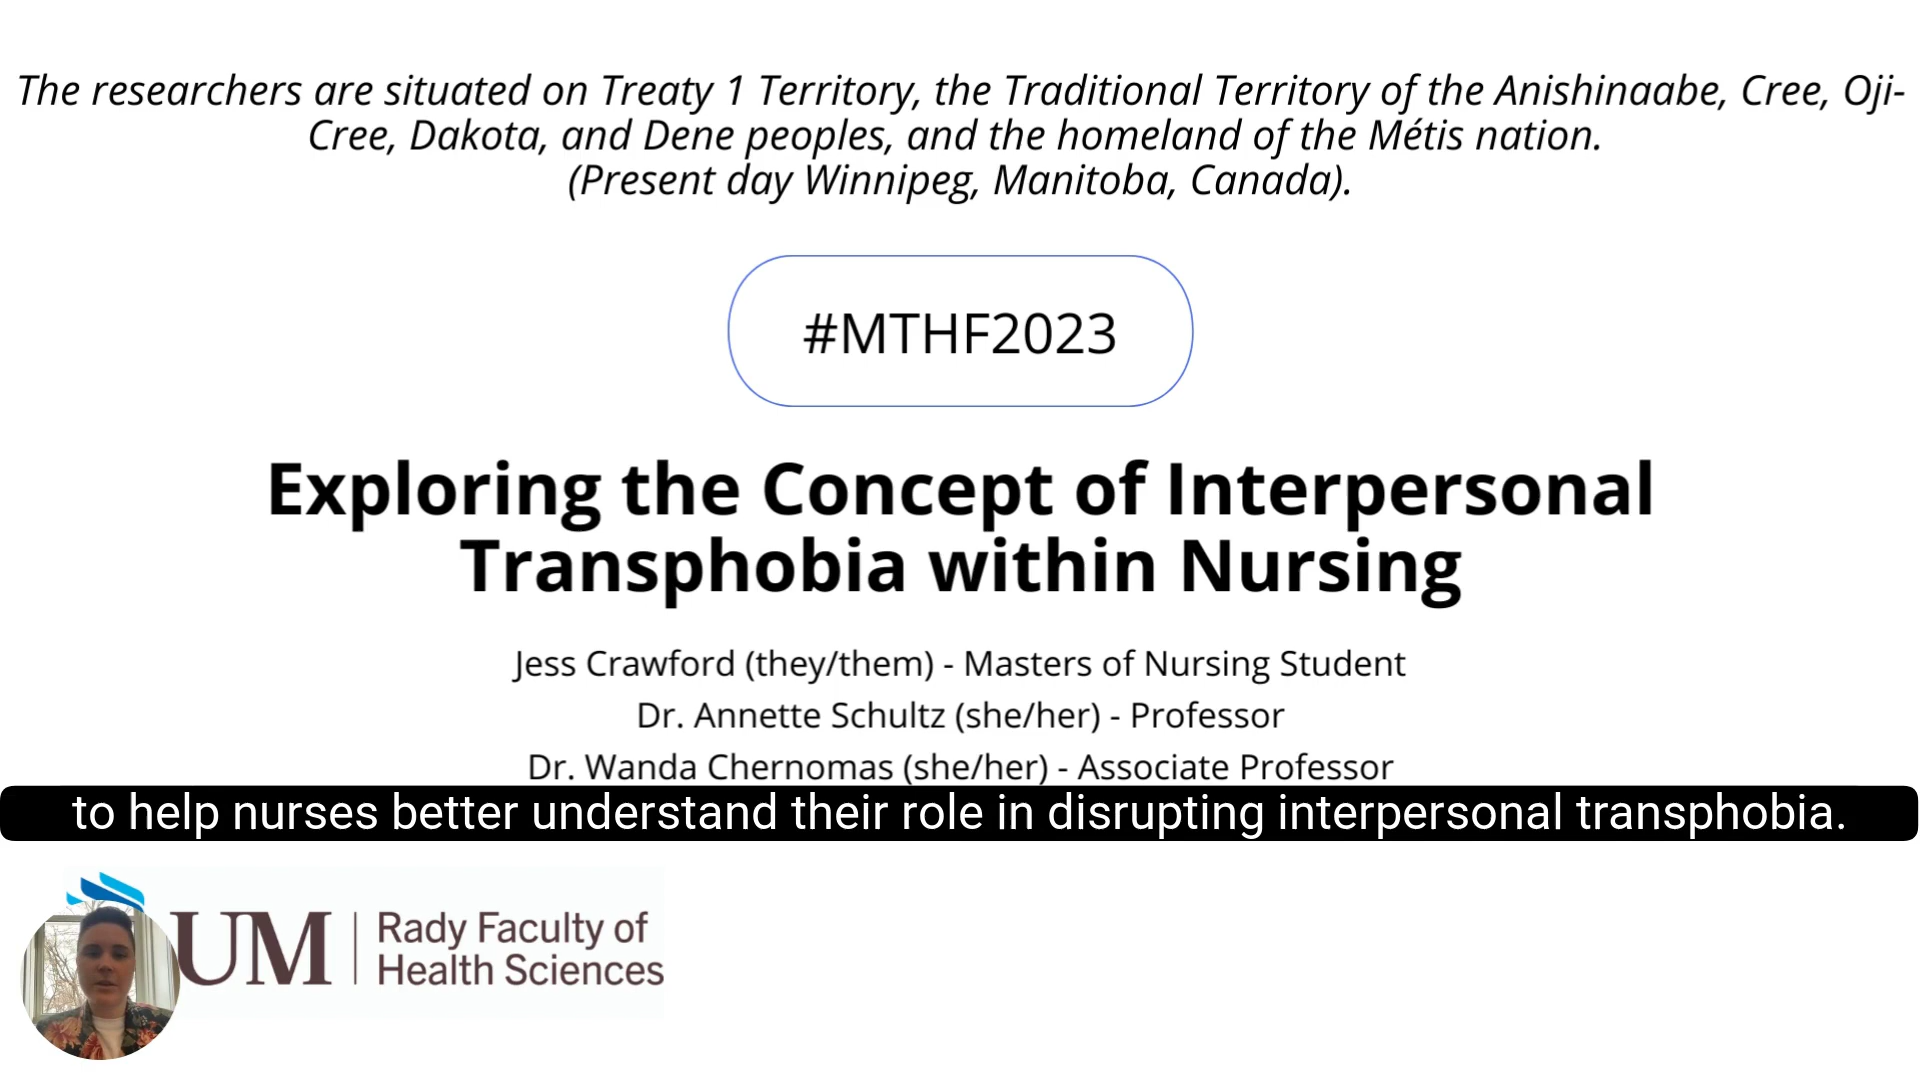 The researchers are situated on Treaty 1 Territory, the Traditional Territory of the Anishinaabe, Cree, Oji-
Cree, Dakota, and Dene peoples, and the homeland of the Métis nation.
(Present day Winnipeg, Manitoba, Canada).
#MTHF2023
Exploring the Concept of Interpersonal
Transphobia within Nursing
Jess Crawford (they/them) - Masters of Nursing Student
Dr. Annette Schultz (she/her) - Professor
Dr. Wanda Chernomas (she/her) - Associate Professor
to help nurses better understand their role in disrupting interpersonal transphobia.
UM
Rady Faculty of
Health Sciences